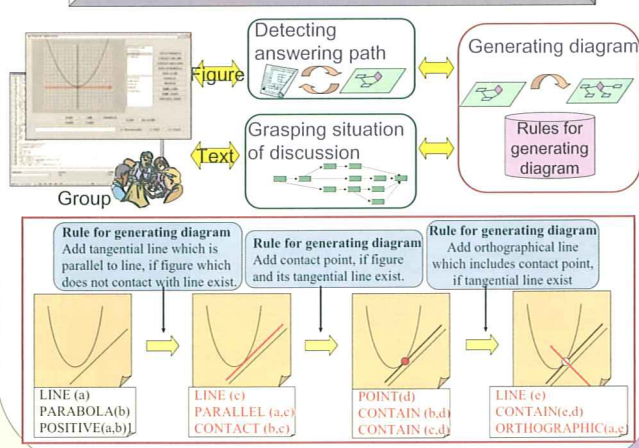 Detecting
answering path
Generating diagram
Figure
Grasping situation
of discussion
Text
Rules for
generating
diagram
Group
Rule for generating diagram
Add tangential line which is
parallel to line, if figure which
does not contact with line exist.
Rule for generating diagram
Add contact point, if figure
and its tangential line exist.
Rule for generating diagram
Add orthographical line
which includes contact point,
if tangential line exist
LINE (a)
PARABOLA(b)
POSITIVE(a,b)]
LINE (c)
PARALLEL (a,c)
CONTACT (b,c)
POINT(d)
CONTAIN (b,d)
CONTAIN (c,d)
LINE (e)
CONTAIN(e,d)
ORTHOGRAPHIC(a,e)